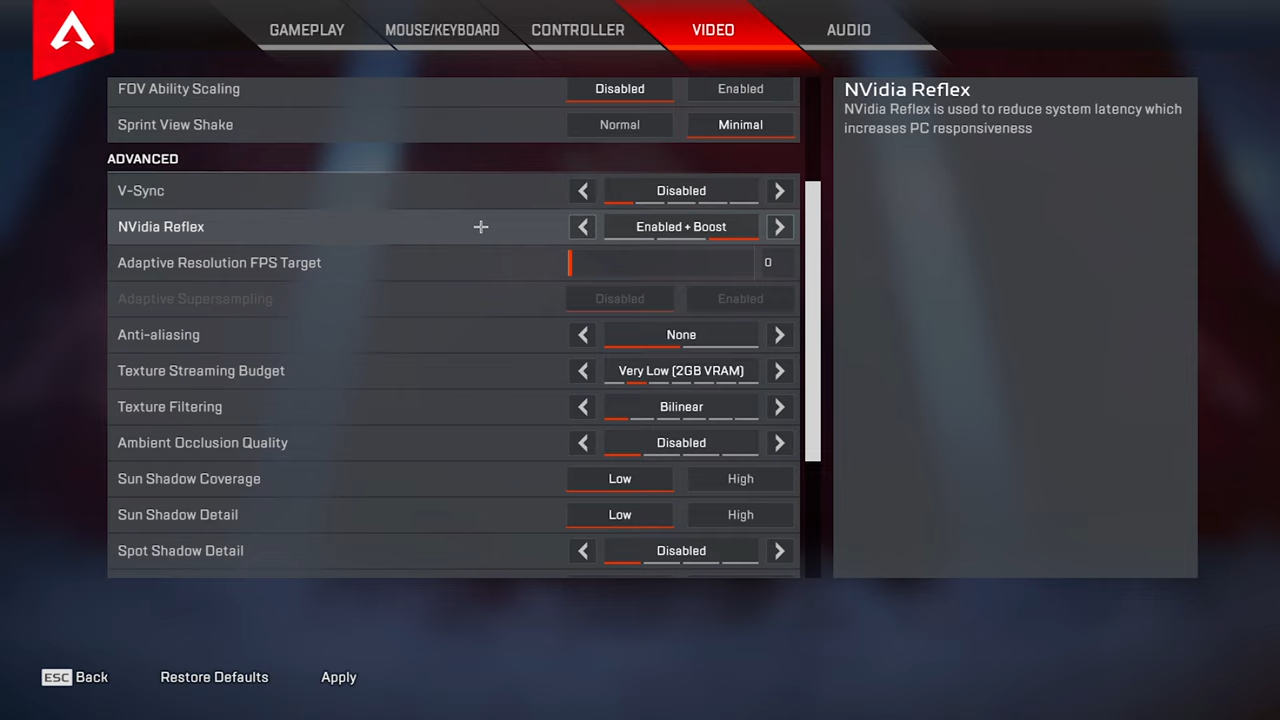 GAMEPLAY MOUSE/KEYBOARD CONTROLLER VIDEO AUDIO
FOV Ability Scaling Disabled Enabled
Sprint View Shake Normal Minimal
ADVANCED
V-Sync Disabled
NVidia Reflex Enabled + Boost
Adaptive Resolution FPS Target 0
Adaptive Supersampling Disabled Enabled
Anti-aliasing None
Texture Streaming Budget Very Low (2GB VRAM)
Texture Filtering Bilinear
Ambient Occlusion Quality Disabled
Sun Shadow Coverage Low High
Sun Shadow Detail Low High
Spot Shadow Detail Disabled
NVidia Reflex
NVidia Reflex is used to reduce system latency which
increases PC responsiveness
ESC Back Restore Defaults Apply